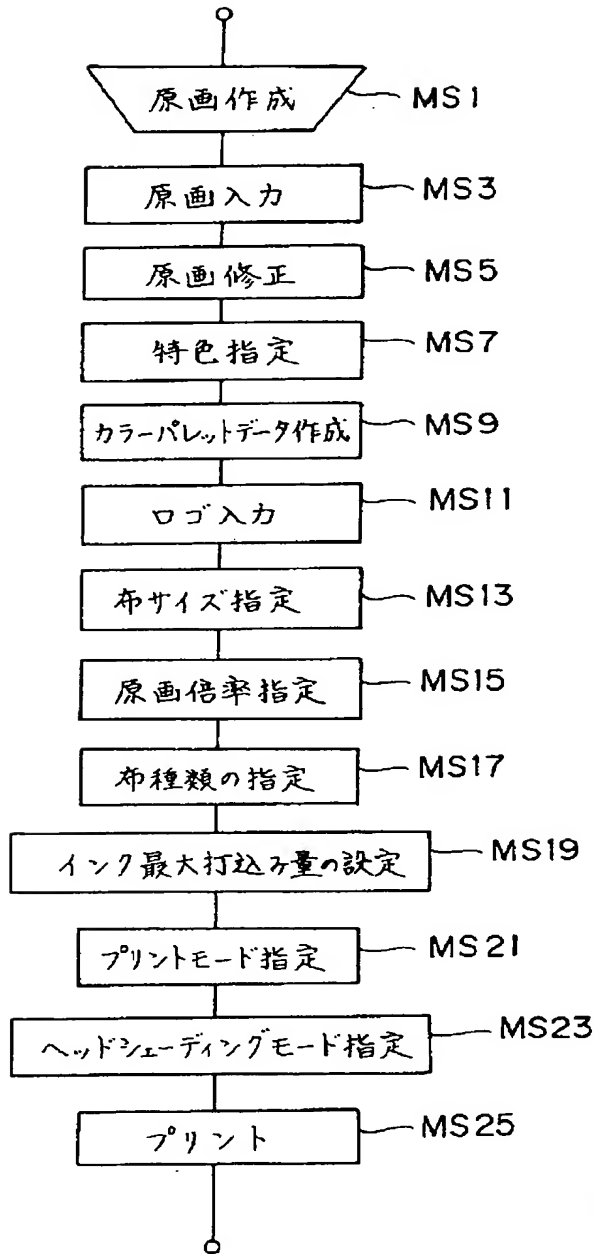 原画作成 MS1
原画入力 MS3
原画修正 MS5
特色指定 MS7
カラーパレットデータ作成 MS9
ロゴ入力 MS11
布サイズ指定 MS13
原画倍率指定 MS15
布種類の指定 MS17
インク最大打込み量の設定 MS19
プリントモード指定 MS21
ヘッドシェーディングモード指定 MS23
プリント MS25